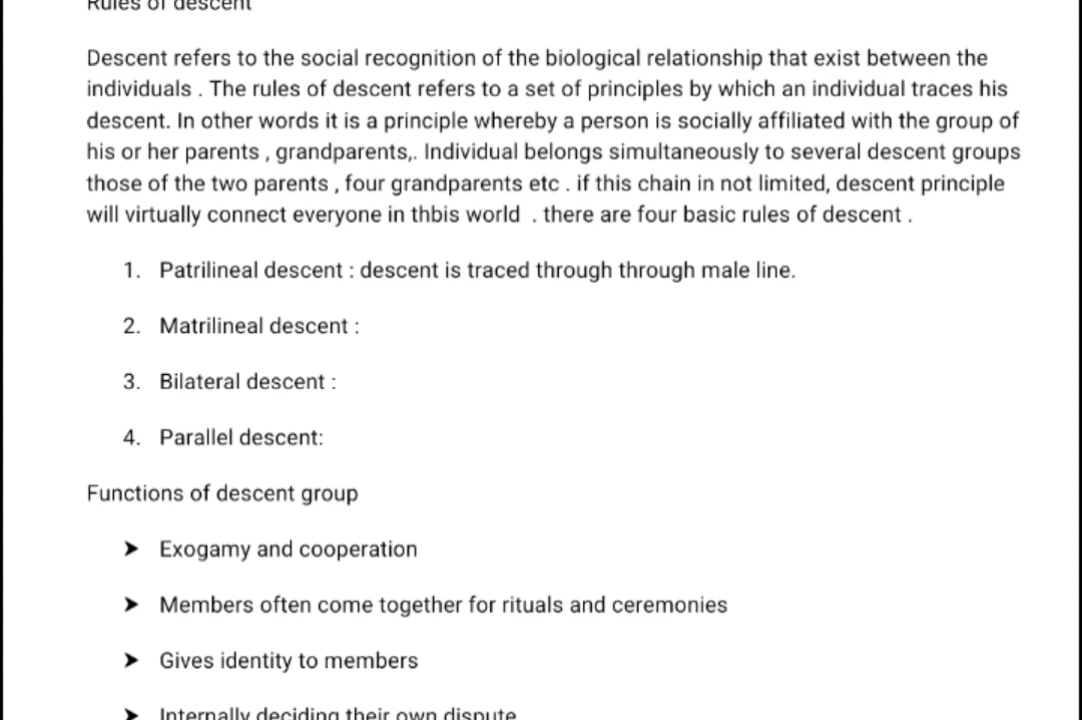 Rules of descent
Descent refers to the social recognition of the biological relationship that exist between the
individuals . The rules of descent refers to a set of principles by which an individual traces his
descent. In other words it is a principle whereby a person is socially affiliated with the group of
his or her parents , grandparents,. Individual belongs simultaneously to several descent groups
those of the two parents , four grandparents etc . if this chain in not limited, descent principle
will virtually connect everyone in thbis world  . there are four basic rules of descent .
1. Patrilineal descent : descent is traced through through male line.
2. Matrilineal descent :
3. Bilateral descent :
4. Parallel descent:
Functions of descent group
➤ Exogamy and cooperation
➤ Members often come together for rituals and ceremonies
➤ Gives identity to members
➤ Internally deciding their own dispute